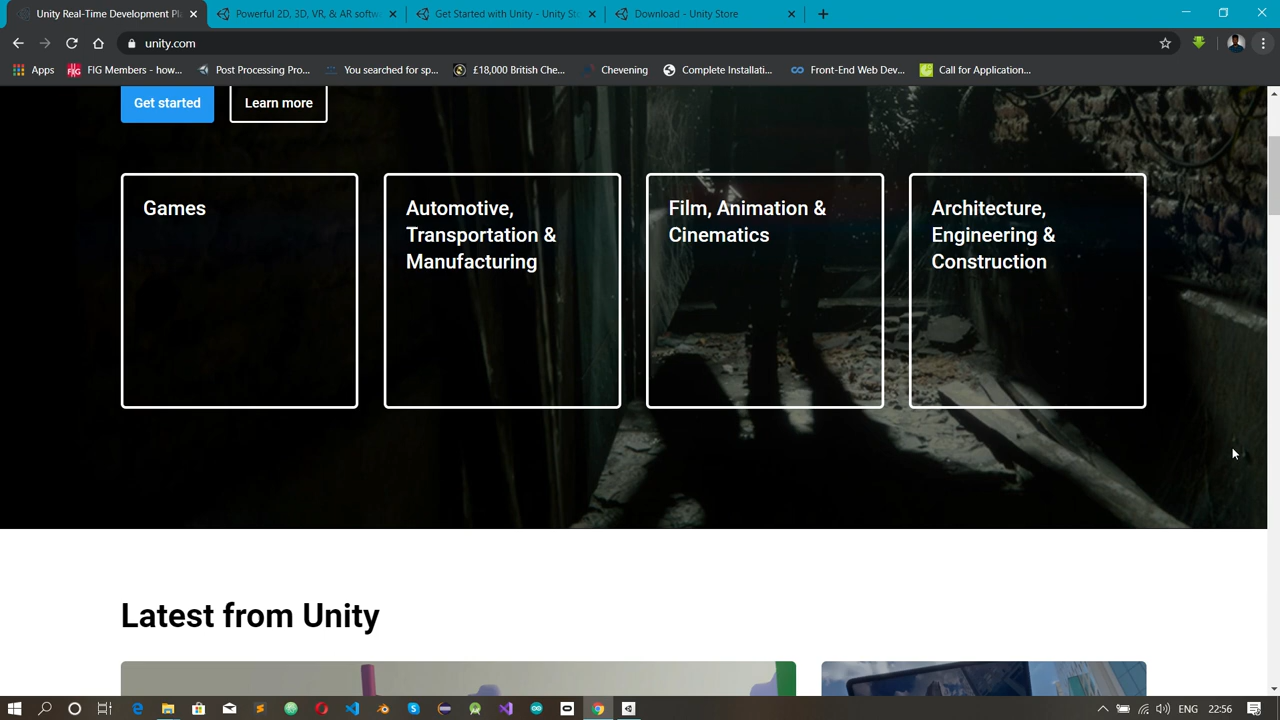 Unity Real-Time Development Pl
Powerful 2D, 3D, VR, & AR softw
Get Started with Unity - Unity Sto
Download - Unity Store
unity.com
Apps
FIG Members - how...
Post Processing Pro...
You searched for sp...
£18,000 British Che...
Chevening
Complete Installati...
Front-End Web Dev...
Call for Application...
Get started
Learn more
Games
Automotive,
Transportation &
Manufacturing
Film, Animation &
Cinematics
Architecture,
Engineering &
Construction
Latest from Unity
ENG
22:56